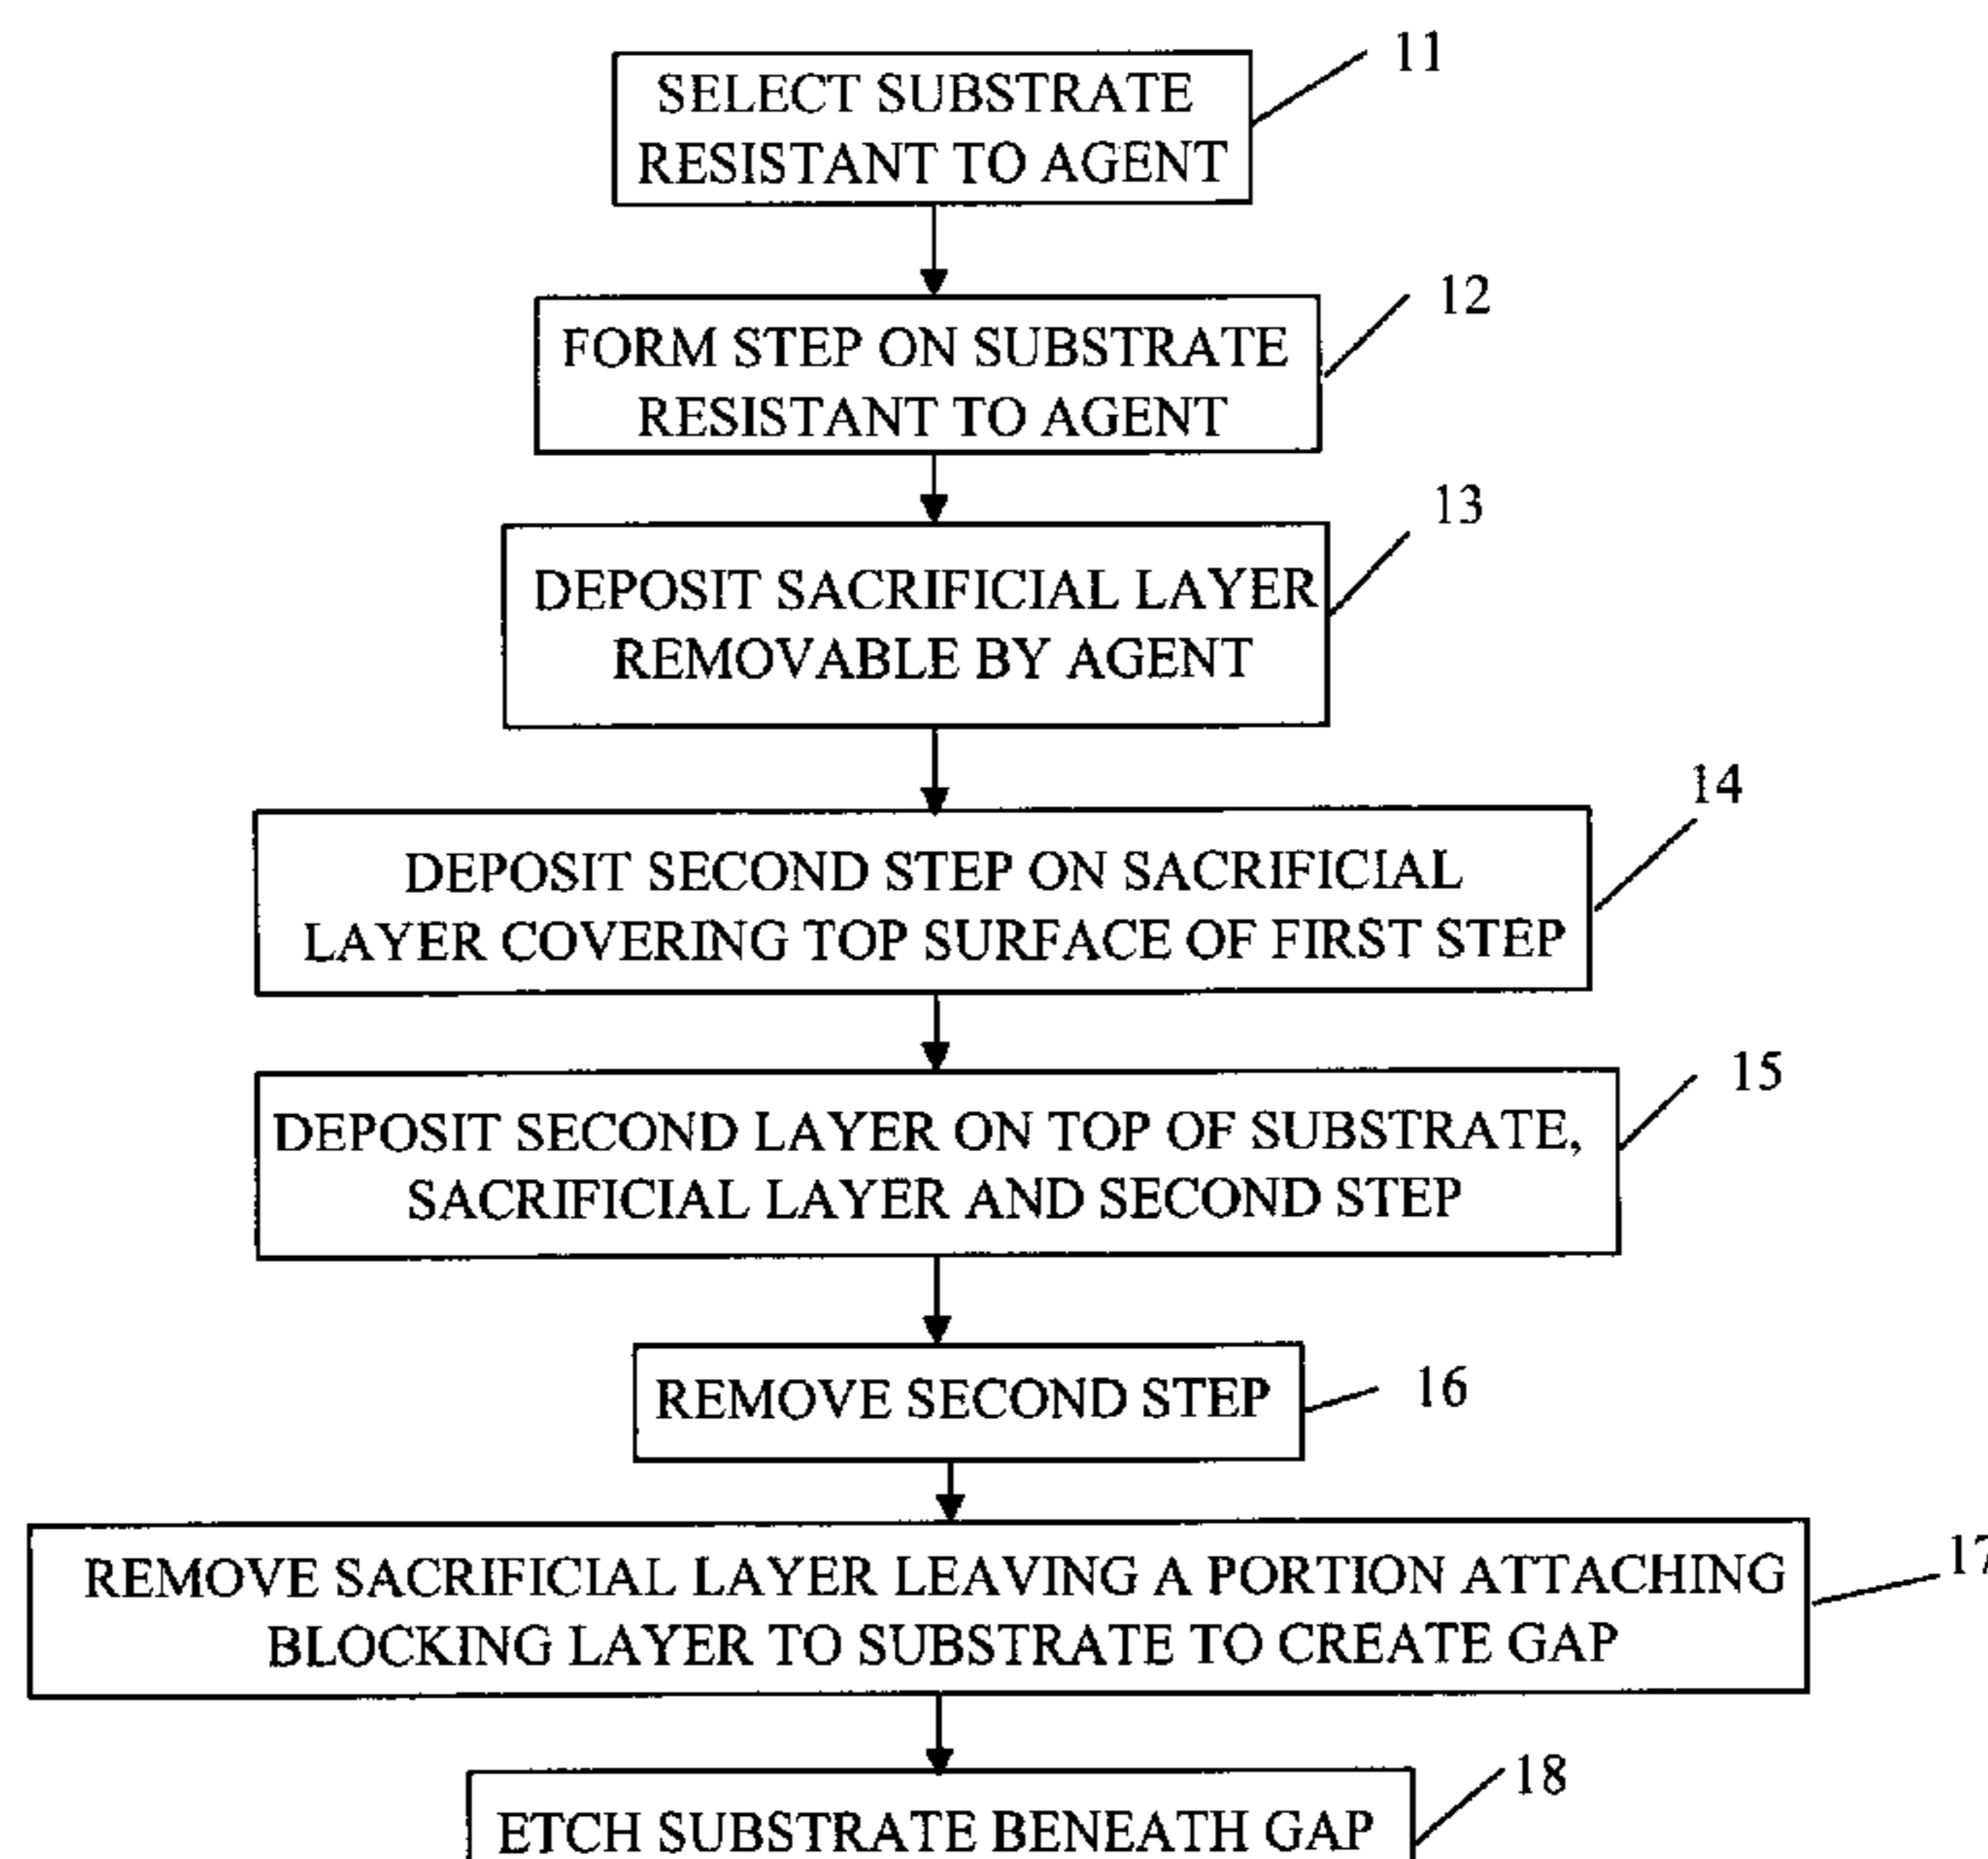 11
SELECT SUBSTRATE
RESISTANT TO AGENT
12
FORM STEP ON SUBSTRATE
RESISTANT TO AGENT
13
DEPOSIT SACRIFICIAL LAYER
REMOVABLE BY AGENT
14
DEPOSIT SECOND STEP ON SACRIFICIAL
LAYER COVERING TOP SURFACE OF FIRST STEP
15
DEPOSIT SECOND LAYER ON TOP OF SUBSTRATE,
SACRIFICIAL LAYER AND SECOND STEP
16
REMOVE SECOND STEP
17
REMOVE SACRIFICIAL LAYER LEAVING A PORTION ATTACHING
BLOCKING LAYER TO SUBSTRATE TO CREATE GAP
18
ETCH SUBSTRATE BENEATH GAP